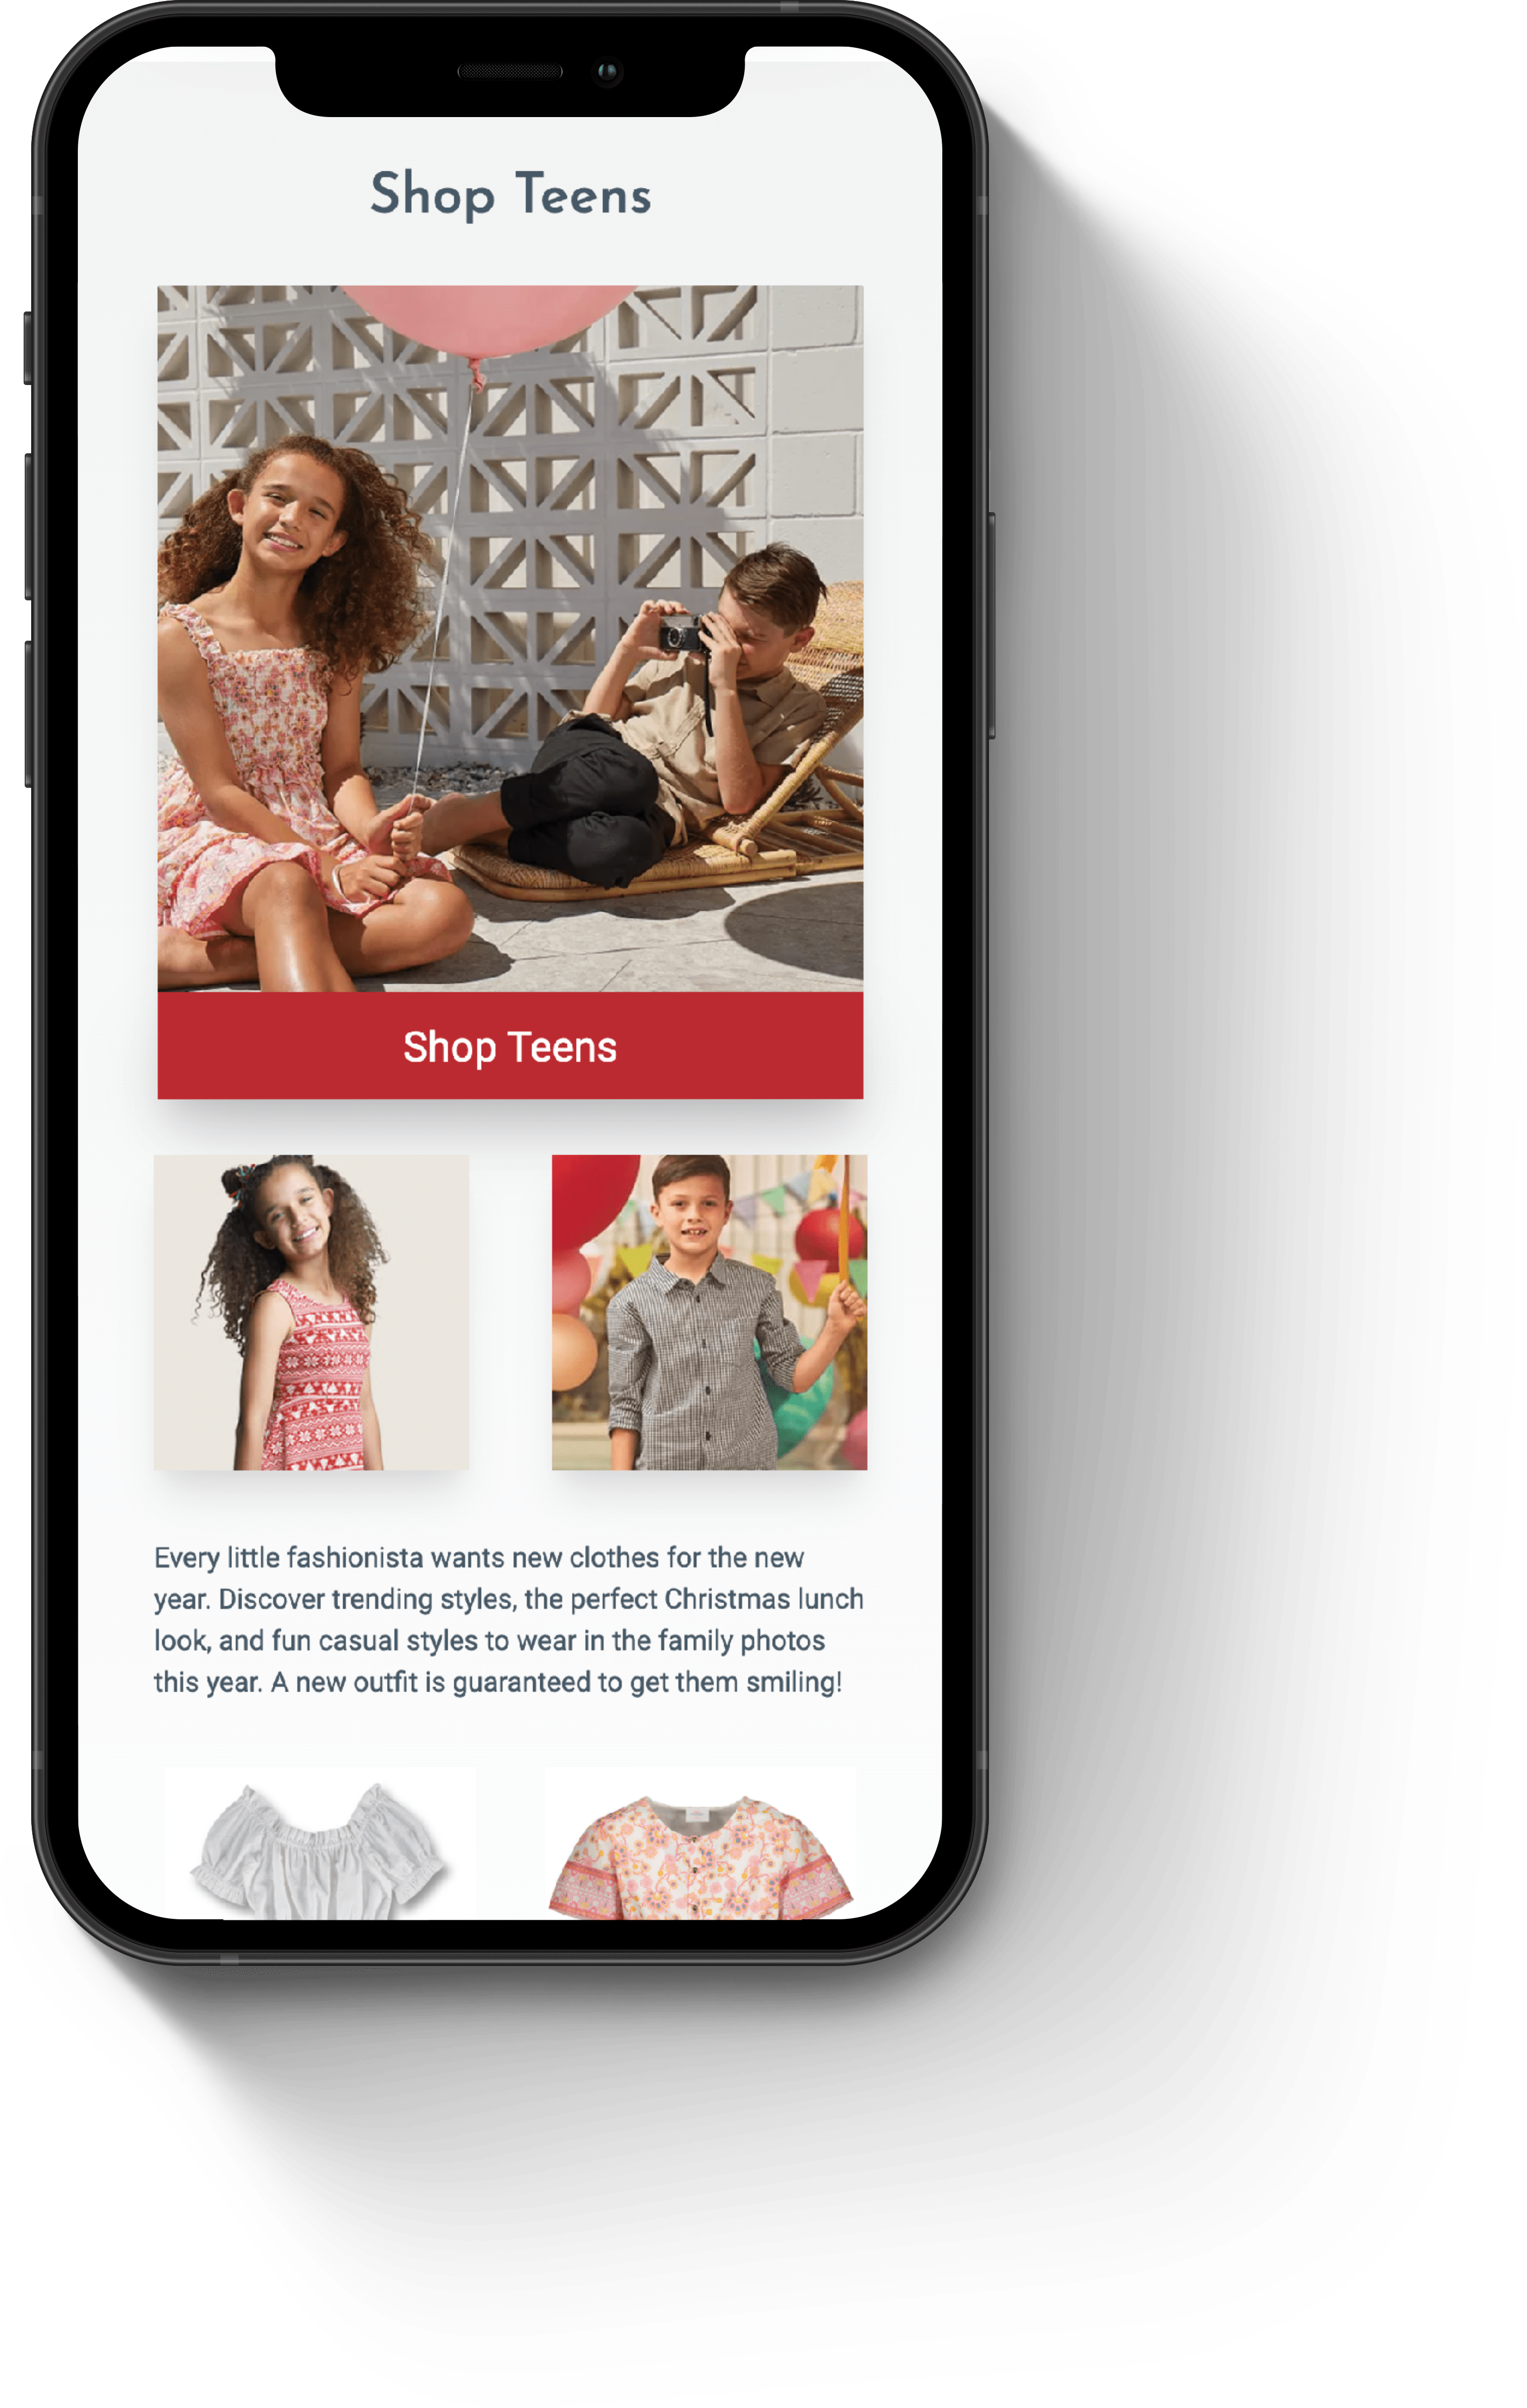 Shop Teens
Shop Teens
Every little fashionista wants new clothes for the new
year. Discover trending styles, the perfect Christmas lunch
look, and fun casual styles to wear in the family photos
this year. A new outfit is guaranteed to get them smiling!